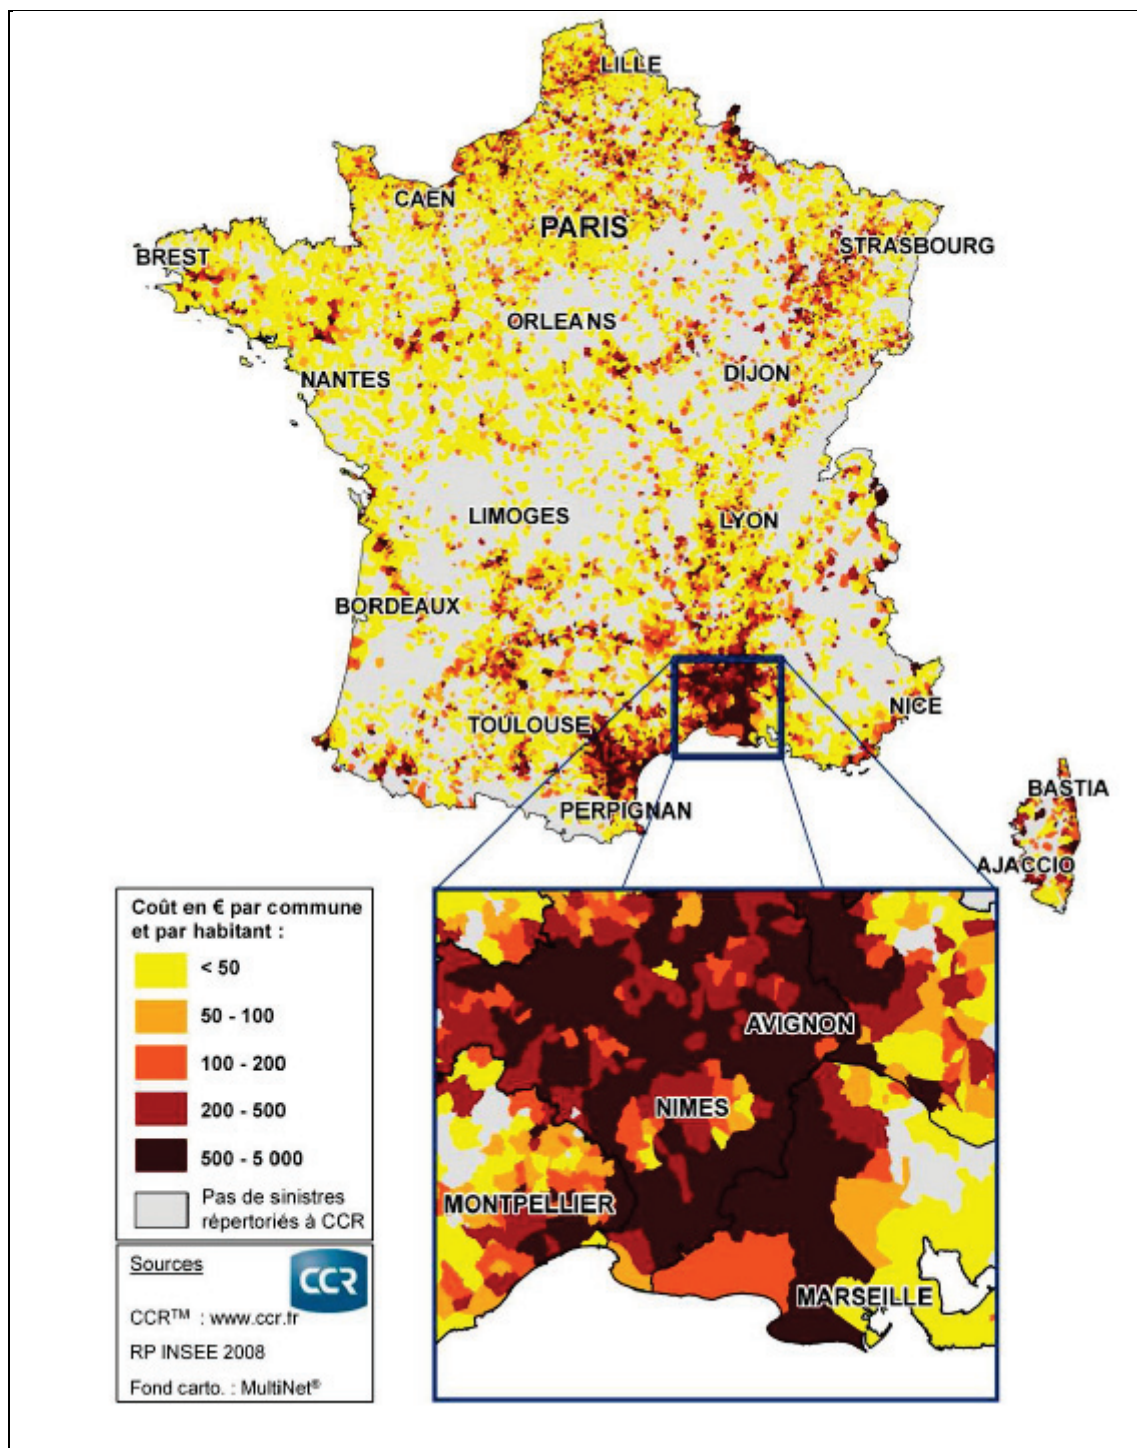 LILLE
CAEN
PARIS
STRASBOURG
BREST
ORLEANS
DIJON
NANTES
LIMOGES
LYON
BORDEAUX
NICE
TOULOUSE
PERPIGNAN
BASTIA
AJACCIO
Coût en € par commune
et par habitant :
< 50
50 - 100
100 - 200
200 - 500
500 - 5 000
Pas de sinistres
répertoriés à CCR
Sources
CCR
CCR™ : www.ccr.fr
RP INSEE 2008
Fond carto. : MultiNet®
AVIGNON
NIMES
MONTPELLIER
MARSEILLE